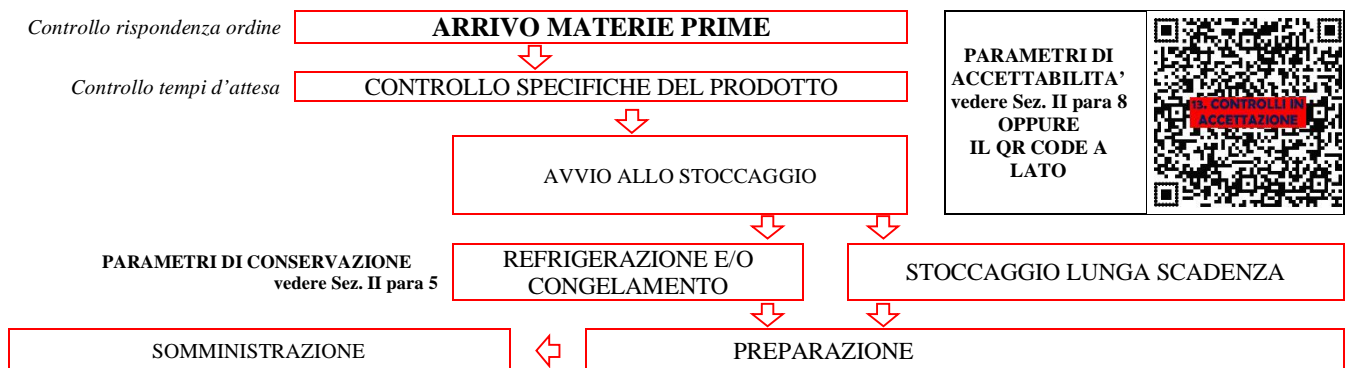 Controllo rispondenza ordine
ARRIVO MATERIE PRIME
Controllo tempi d'attesa
CONTROLLO SPECIFICHE DEL PRODOTTO
PARAMETRI DI
ACCETTABILITA'
vedere Sez. II para 8
OPPURE
IL QR CODE A
LATO
13. CONTROLLI IN
ACCETTAZIONE
AVVIO ALLO STOCCAGGIO
PARAMETRI DI CONSERVAZIONE
vedere Sez. II para 5
REFRIGERAZIONE E/O
CONGELAMENTO
STOCCAGGIO LUNGA SCADENZA
SOMMINISTRAZIONE
PREPARAZIONE